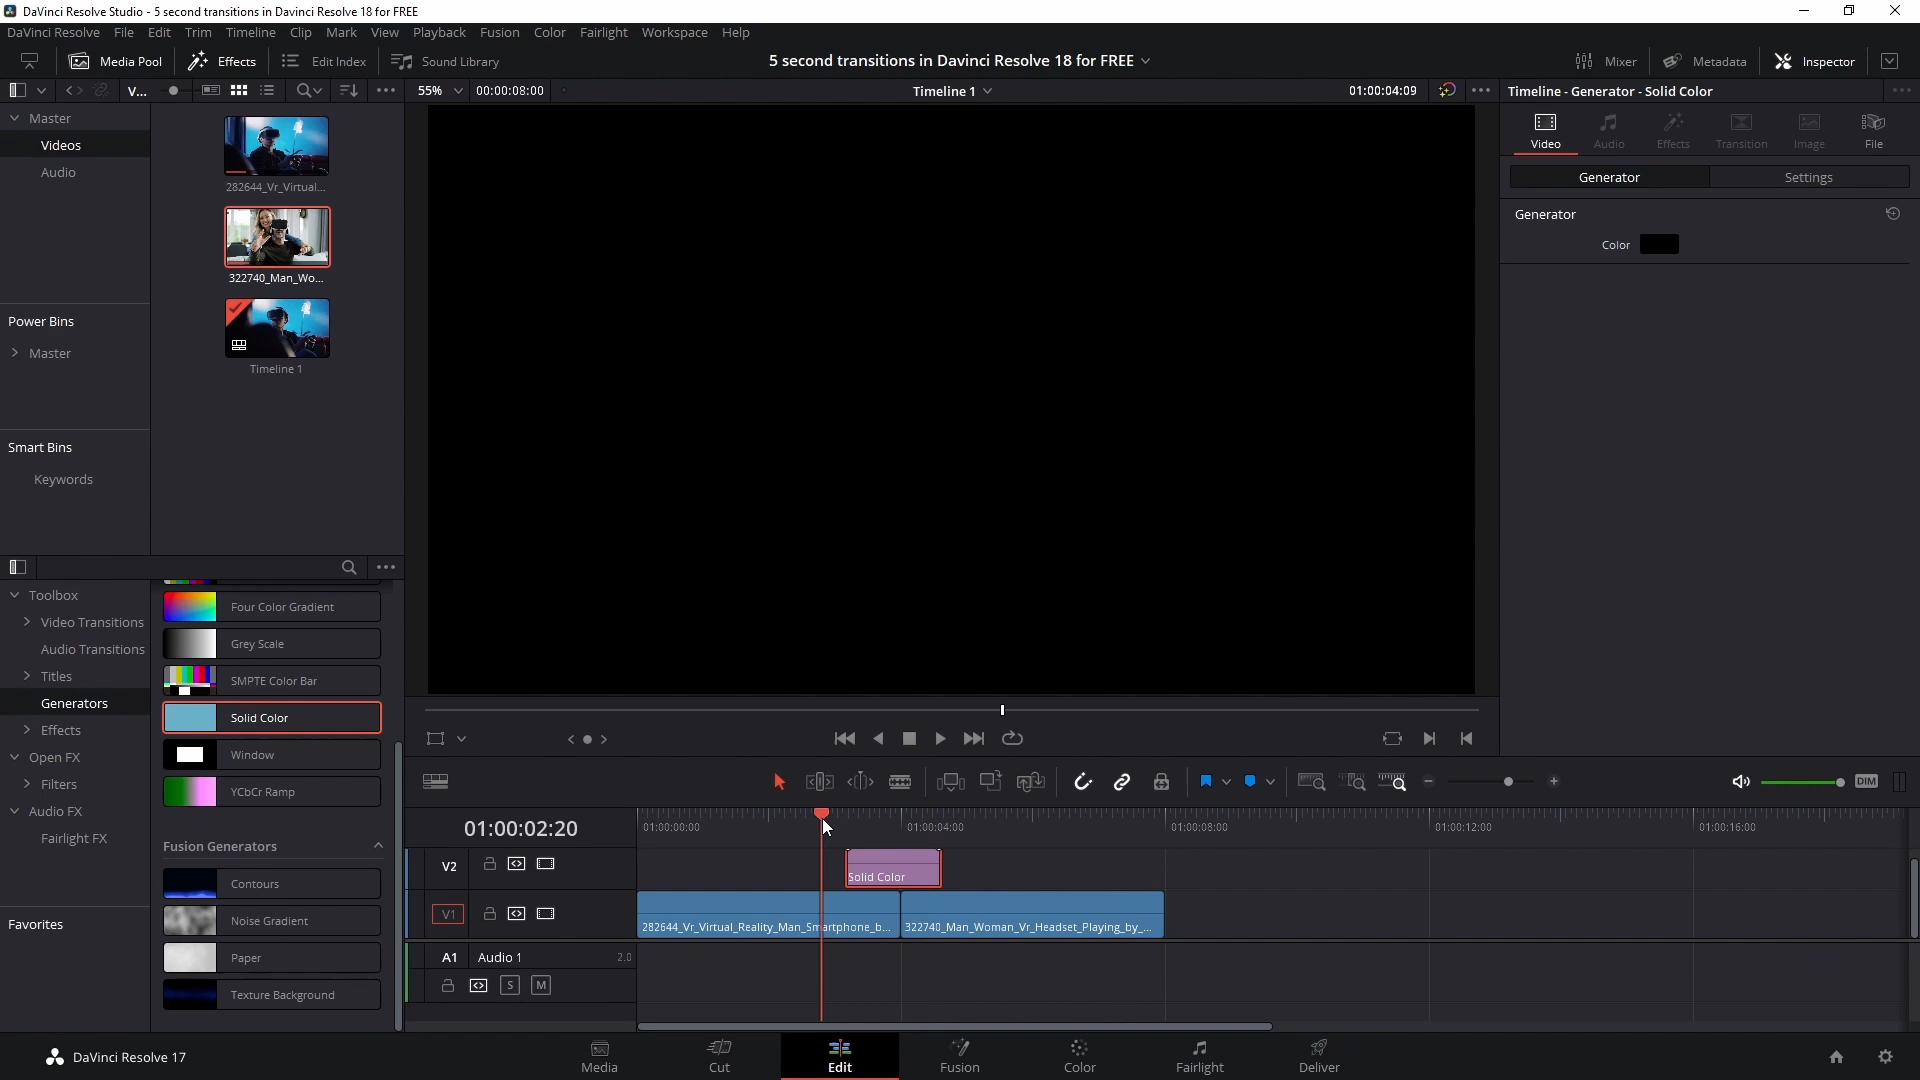 DaVinci Resolve Studio - 5 second transitions in Davinci Resolve 18 for FREE
DaVinci Resolve File Edit Trim Timeline Clip Mark View Playback Fusion Color Fairlight Workspace Help
Media Pool Effects Edit Index Sound Library 5 second transitions in Davinci Resolve 18 for FREE Mixer Metadata Inspector
V... 55% 00:00:08:00 Timeline 1 01:00:04:09 Timeline - Generator - Solid Color
Master
Videos
Audio
282644_Vr_Virtual...
322740_Man_Wo...
Timeline 1
Video Audio Effects Transition Image File
Generator Settings
Generator
Color
Power Bins
Master
Smart Bins
Keywords
Toolbox
Video Transitions
Audio Transitions
Titles
Generators
Effects
Open FX
Filters
Audio FX
Fairlight FX
Favorites
Four Color Gradient
Grey Scale
SMPTE Color Bar
Solid Color
Window
YCbCr Ramp
Fusion Generators
Contours
Noise Gradient
Paper
Texture Background
DIM
01:00:02:20 01:00:00:00 01:00:04:00 01:00:08:00 01:00:12:00 01:00:16:00
V2 Solid Color
V1 282644_Vr_Virtual_Reality_Man_Smartphone_b... 322740_Man_Woman_Vr_Headset_Playing_by_...
A1 Audio 1 2.0
S M
DaVinci Resolve 17 Media Cut Edit Fusion Color Fairlight Deliver